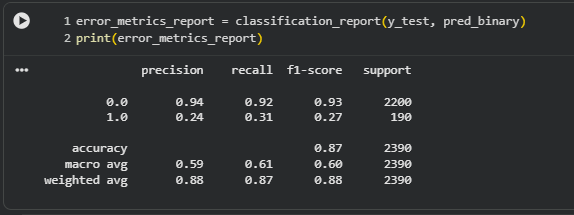 1 error_metrics_report = classification_report(y_test, pred_binary)
2 print(error_metrics_report)
precision recall f1-score support
0.0 0.94 0.92 0.93 2200
1.0 0.24 0.31 0.27 190
accuracy 0.87 2390
macro avg 0.59 0.61 0.60 2390
weighted avg 0.88 0.87 0.88 2390